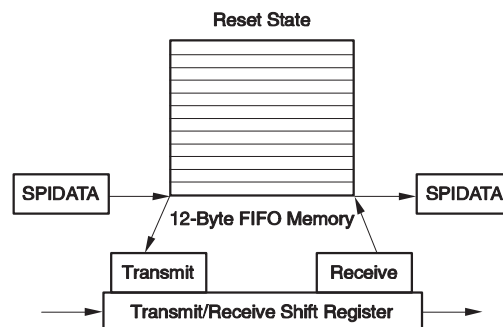 Reset State
SPIDATA
SPIDATA
12-Byte FIFO Memory
Transmit
Receive
Transmit/Receive Shift Register